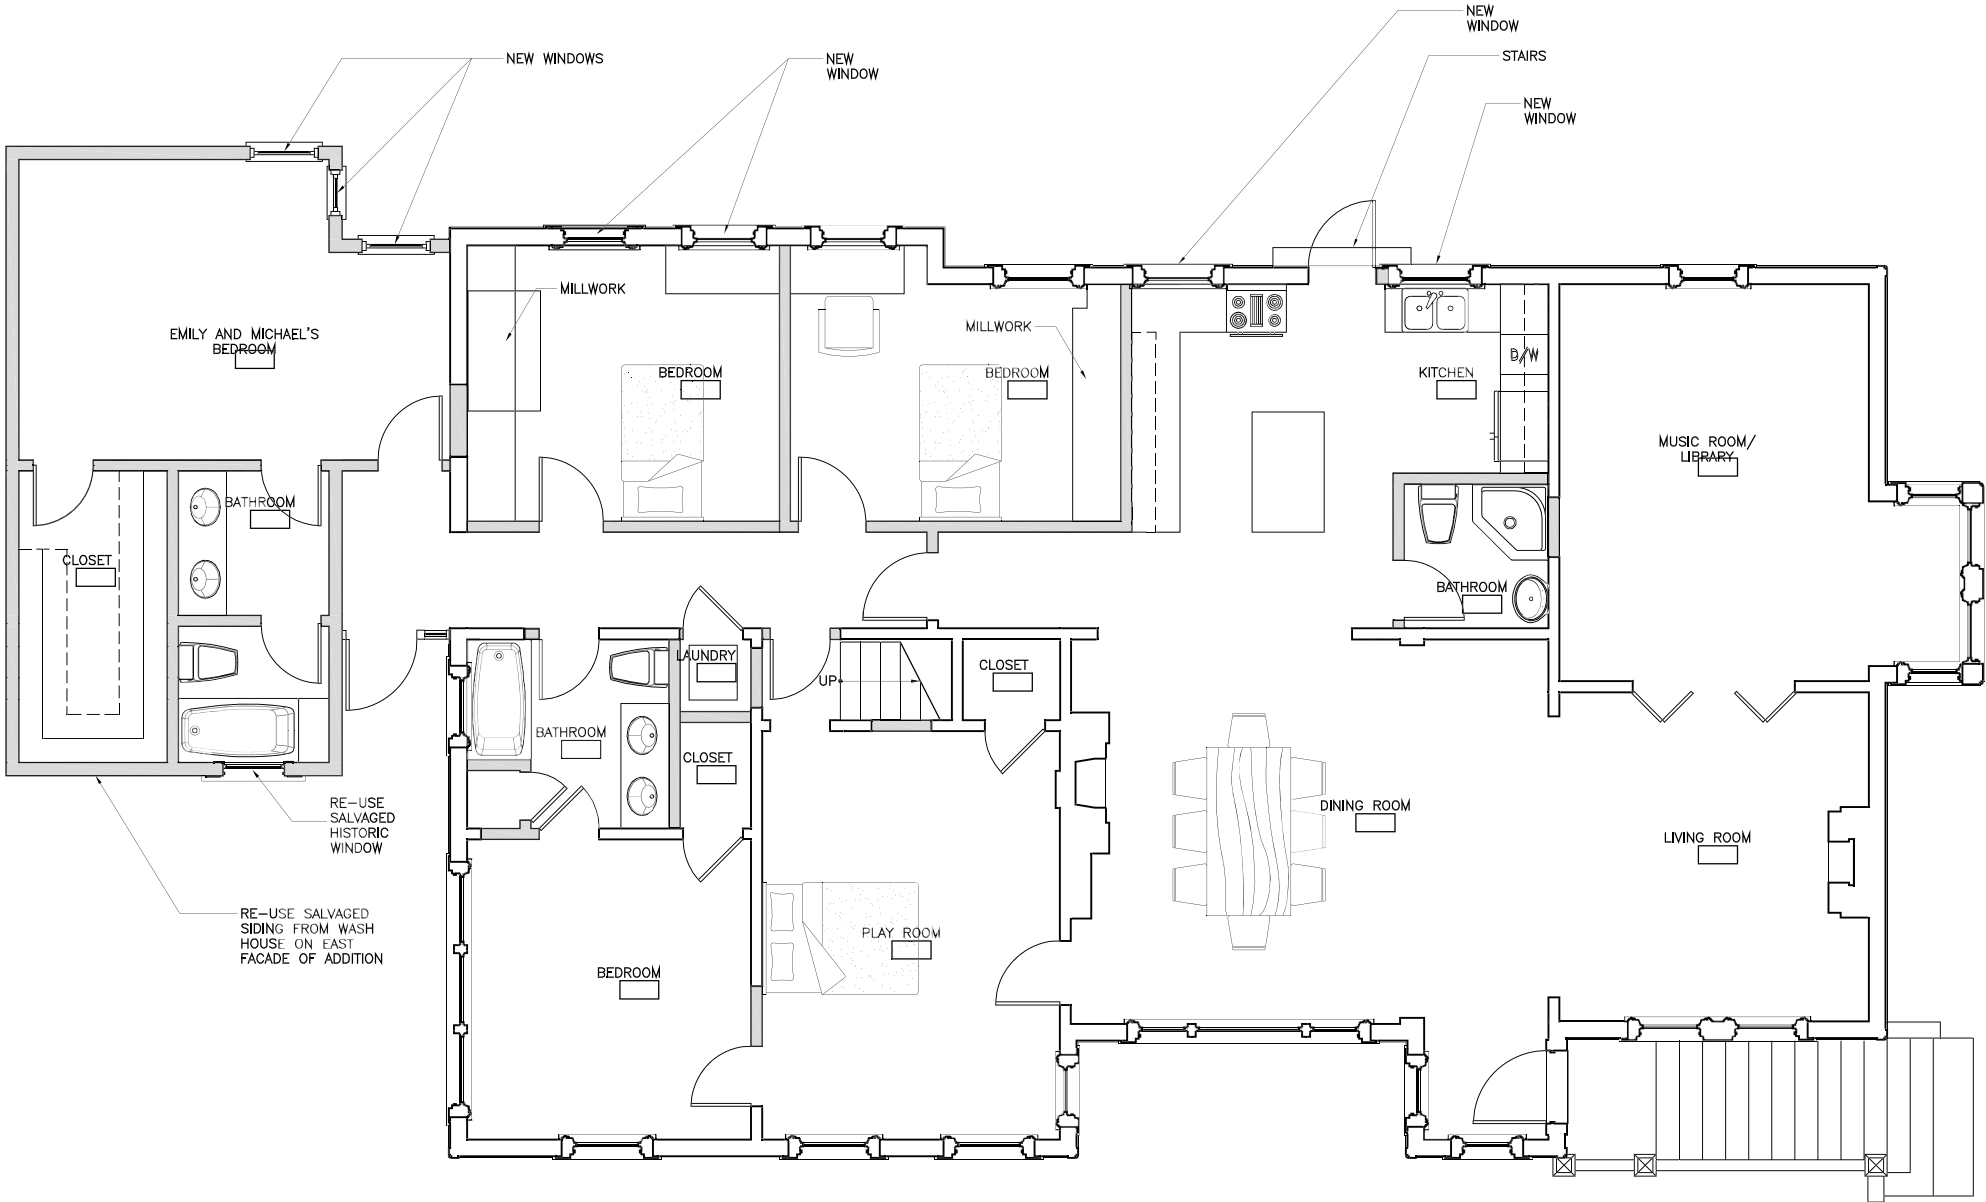 NEW
WINDOW
NEW WINDOWS
NEW
WINDOW
STAIRS
NEW
WINDOW
MILLWORK
MILLWORK
EMILY AND MICHAEL'S
BEDROOM
BEDROOM
BEDROOM
D/W
KITCHEN
MUSIC ROOM/
LIBRARY
BATHROOM
CLOSET
BATHROOM
LAUNDRY
CLOSET
UP
BATHROOM
CLOSET
RE-USE
SALVAGED
HISTORIC
WINDOW
DINING ROOM
LIVING ROOM
RE-USE SALVAGED
SIDING FROM WASH
HOUSE ON EAST
FACADE OF ADDITION
PLAY ROOM
BEDROOM